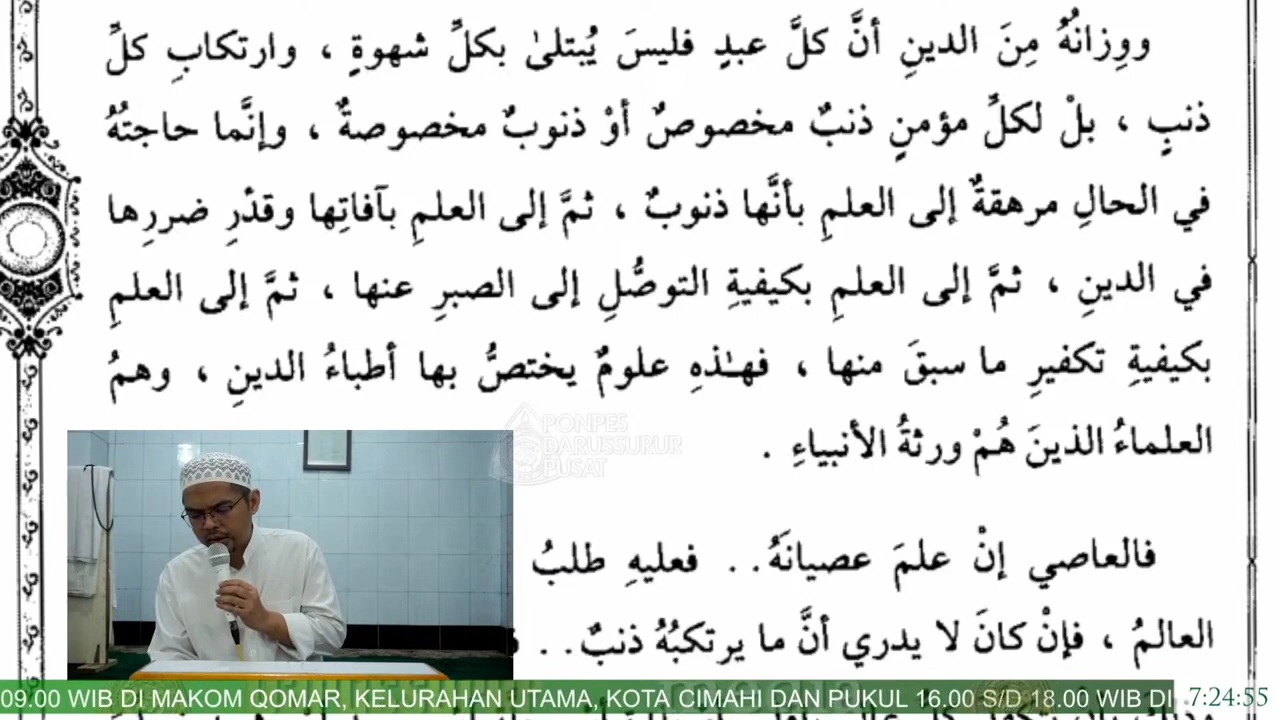 ووِزانُهُ مِنَ الدينِ أنَّ كلَّ عبدٍ فليسَ يُبتلىٰ بكلِّ شهوةٍ ، وارتكابِ كلِّ
ذنبٍ ، بلْ لكلِّ مؤمنٍ ذنبٌ مخصوصٌ أوْ ذنوبٌ مخصوصةٌ ، وإنَّما حاجتُهُ
في الحالِ مرهقةٌ إلى العلمِ بأنَّها ذنوبٌ ، ثمَّ إلى العلمِ بآفاتِها وقدْرِ ضررِها
في الدينِ ، ثمَّ إلى العلمِ بكيفيةِ التوصُّلِ إلى الصبرِ عنها ، ثمَّ إلى العلمِ
بكيفيةِ تكفيرِ ما سبقَ منها ، فهـٰذهِ علومٌ يختصُّ بها أطباءُ الدينِ ، وهمُ
العلماءُ الذينَ هُمْ ورثةُ الأنبياءِ .
PONPES
DARUSSURUR
PUSAT
فالعاصي إنْ علمَ عصيانَهُ . . فعليهِ طلبُ
العالمُ ، فإنْ كانَ لا يدري أنَّ ما يرتكبُهُ ذنبٌ . .
09.00 WIB DI MAKOM QOMAR, KELURAHAN UTAMA, KOTA CIMAHI DAN PUKUL 16.00 S/D 18.00 WIB DI
7:24:55